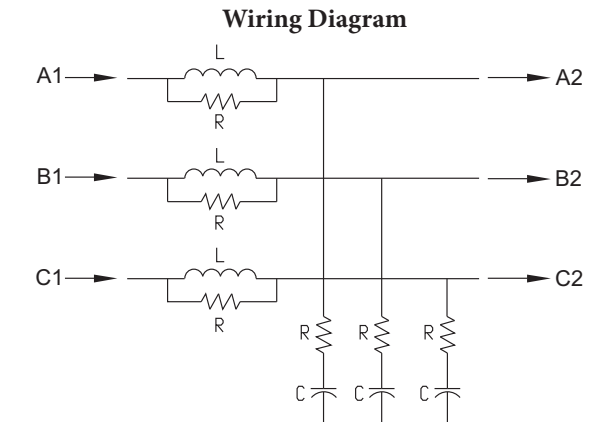 Wiring Diagram
L
A1 A2
R
L
B1 B2
R
L
C1 C2
R
R R R
C C C